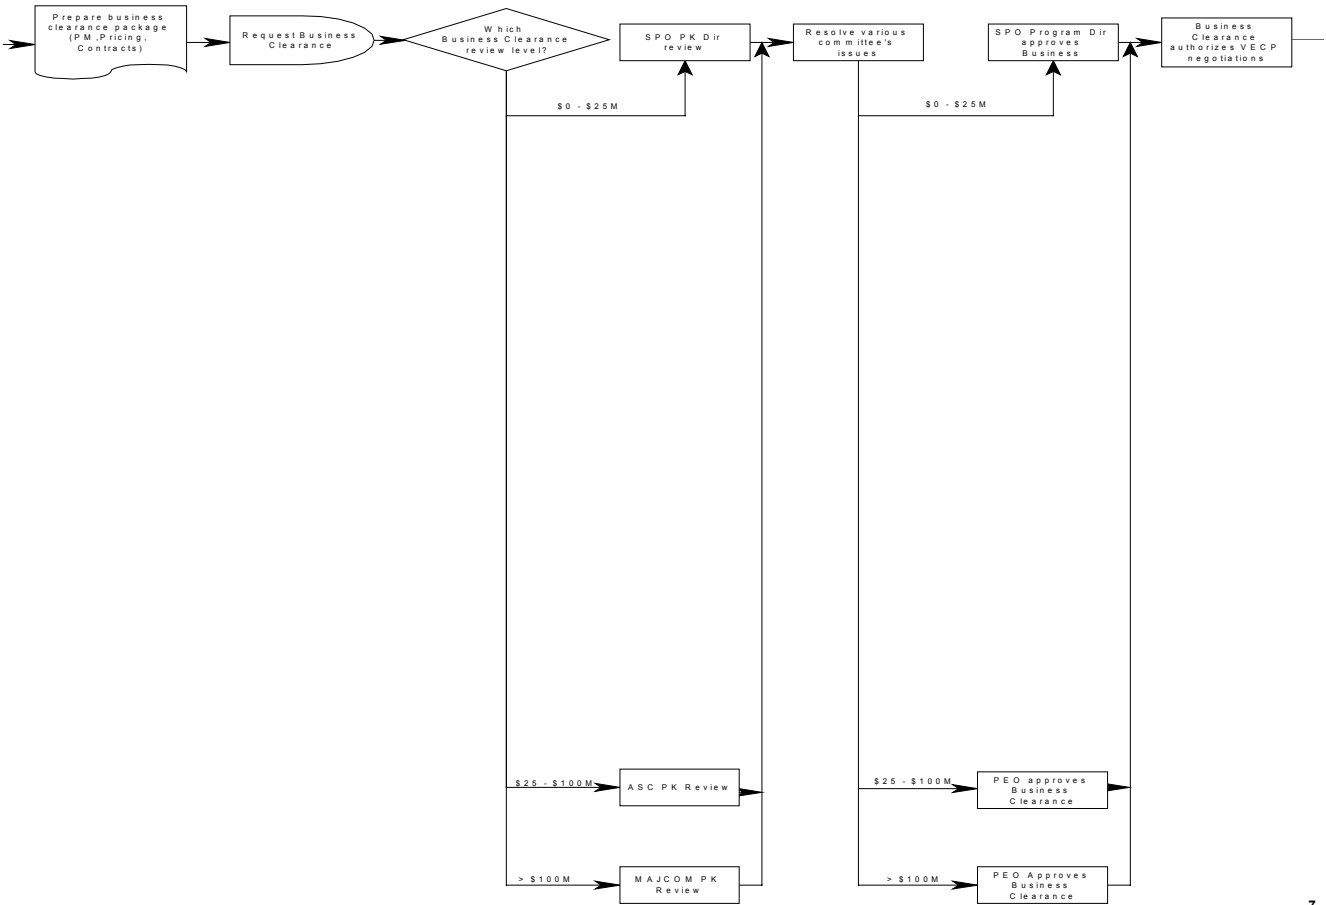 Prepare business
clearance package
(PM,Pricing,
Contracts)
Request Business
Clearance
Which
Business Clearance
review level?
SPO PK Dir
review
Resolve various
committee's
issues
SPO Program Dir
approves
Business
Business
Clearance
authorizes VECP
negotiations
$0 - $25M
$0 - $25M
$25 - $100M
ASC PK Review
$25 - $100M
PEO approves
Business
Clearance
> $100M
MAJCOM PK
Review
> $100M
PEO Approves
Business
Clearance
7